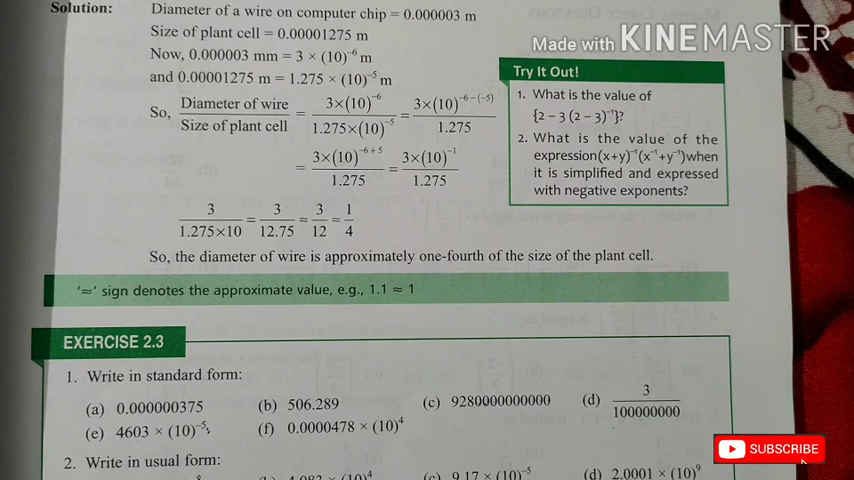 Solution: Diameter of a wire on computer chip = 0.000003 m
Size of plant cell = 0.00001275 m
Now, 0.000003 mm = 3 × (10)⁻⁶ m
and 0.00001275 m = 1.275 × (10)⁻⁵ m
So, Diameter of wire / Size of plant cell = 3×(10)⁻⁶ / 1.275×(10)⁻⁵ = 3×(10)⁻⁶⁻⁽⁻⁵⁾ / 1.275
= 3×(10)⁻⁶⁺⁵ / 1.275 = 3×(10)⁻¹ / 1.275
3 / 1.275×10 = 3 / 12.75 ≈ 3 / 12 ≈ 1 / 4
So, the diameter of wire is approximately one-fourth of the size of the plant cell.
Made with KINEMASTER
Try It Out!
1. What is the value of
{2 – 3 (2 – 3)⁻¹}?
2. What is the value of the
expression(x+y)⁻¹(x⁻¹+y⁻¹)when
it is simplified and expressed
with negative exponents?
'≈' sign denotes the approximate value, e.g., 1.1 ≈ 1
EXERCISE 2.3
1. Write in standard form:
(a) 0.000000375 (b) 506.289 (c) 9280000000000 (d) 3 / 100000000
(e) 4603 × (10)⁻⁵ (f) 0.0000478 × (10)⁴
2. Write in usual form:
4.083 × (10)⁴ (c) 9.17 × (10)⁻⁵ (d) 2.0001 × (10)⁹
SUBSCRIBE